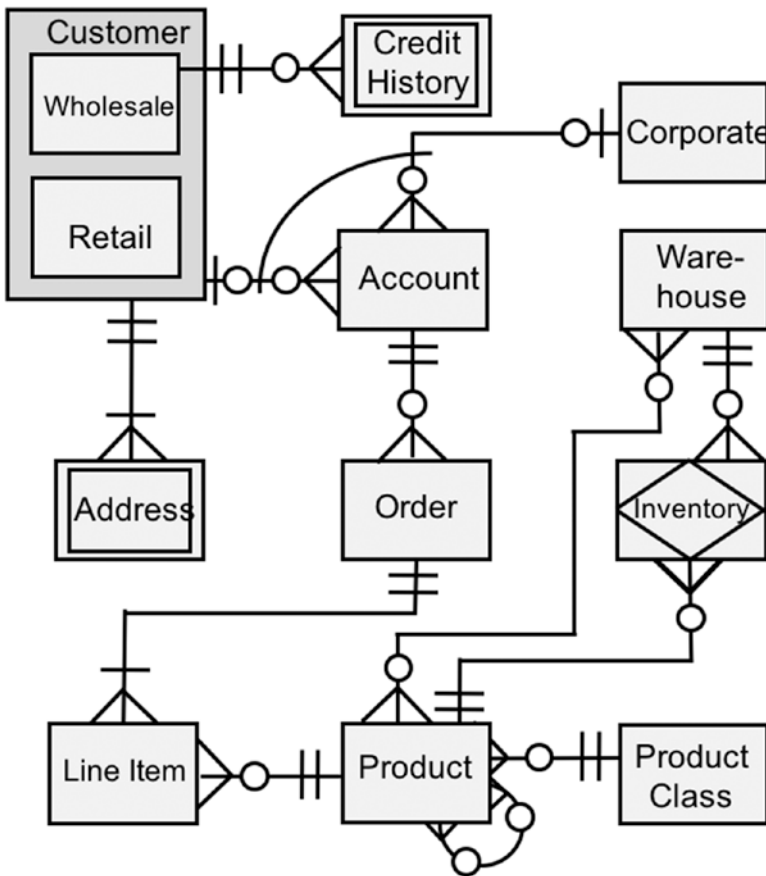 Customer
Wholesale
Retail
Credit
History
Corporate
Account
Ware-
house
Address
Order
Inventory
Line Item
Product
Product
Class